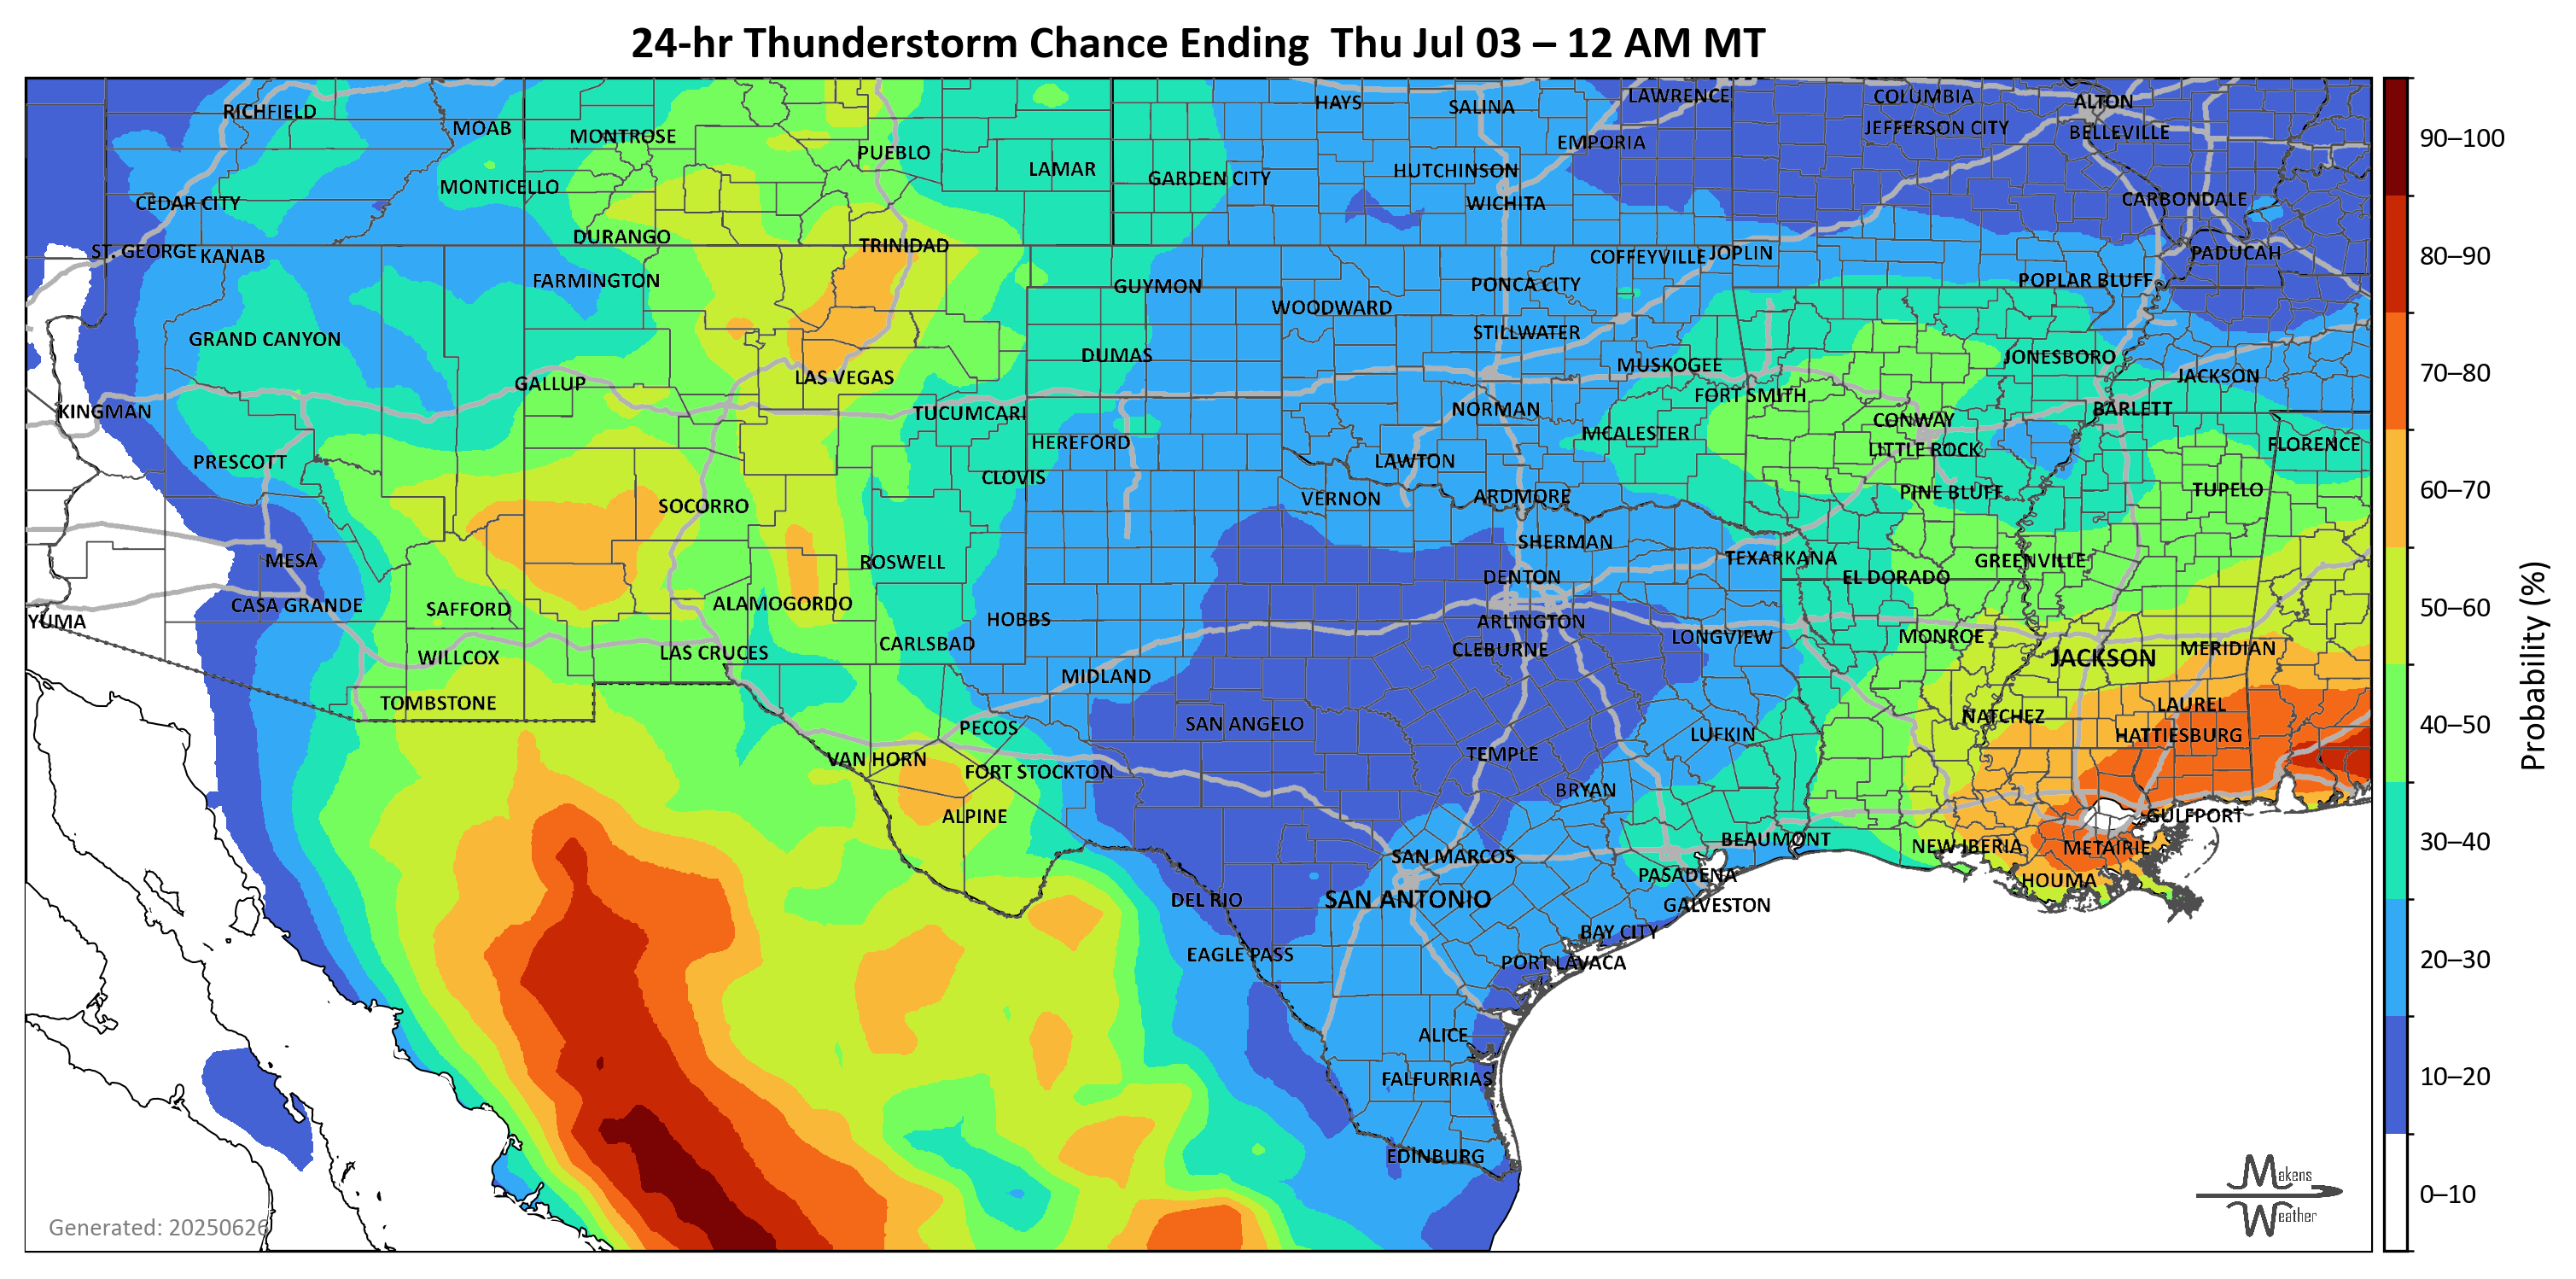 24-hr Thunderstorm Chance Ending Thu Jul 03 – 12 AM MT
RICHFIELD
MOAB
MONTROSE
PUEBLO
LAMAR
GARDEN CITY
HAYS
SALINA
LAWRENCE
EMPORIA
HUTCHINSON
WICHITA
COLUMBIA
JEFFERSON CITY
ALTON
BELLEVILLE
CARBONDALE
PADUCAH
MONTICELLO
CEDAR CITY
DURANGO
TRINIDAD
ST. GEORGE
KANAB
FARMINGTON
GUYMON
WOODWARD
PONCA CITY
COFFEYVILLE
JOPLIN
POPLAR BLUFF
GRAND CANYON
STILLWATER
DUMAS
MUSKOGEE
JONESBORO
JACKSON
GALLUP
LAS VEGAS
KINGMAN
TUCUMCARI
HEREFORD
NORMAN
FORT SMITH
CONWAY
BARLETT
MCALESTER
LITTLE ROCK
FLORENCE
PRESCOTT
CLOVIS
LAWTON
VERNON
ARDMORE
PINE BLUFF
TUPELO
SOCORRO
MESA
ROSWELL
SHERMAN
TEXARKANA
GREENVILLE
DENTON
EL DORADO
CASA GRANDE
SAFFORD
ALAMOGORDO
YUMA
HOBBS
ARLINGTON
CARLSBAD
CLEBURNE
LONGVIEW
MONROE
WILLCOX
LAS CRUCES
JACKSON
MERIDIAN
MIDLAND
TOMBSTONE
LAUREL
PECOS
SAN ANGELO
NATCHEZ
LUFKIN
HATTIESBURG
VAN HORN
FORT STOCKTON
TEMPLE
BRYAN
ALPINE
GULFPORT
BEAUMONT
NEW IBERIA
METAIRIE
SAN MARCOS
PASADENA
HOUMA
DEL RIO
SAN ANTONIO
GALVESTON
BAY CITY
EAGLE PASS
PORT LAVACA
ALICE
FALFURRIAS
EDINBURG
Generated: 20250626
Makens
Weather
90–100
80–90
70–80
60–70
50–60
40–50
30–40
20–30
10–20
0–10
Probability (%)